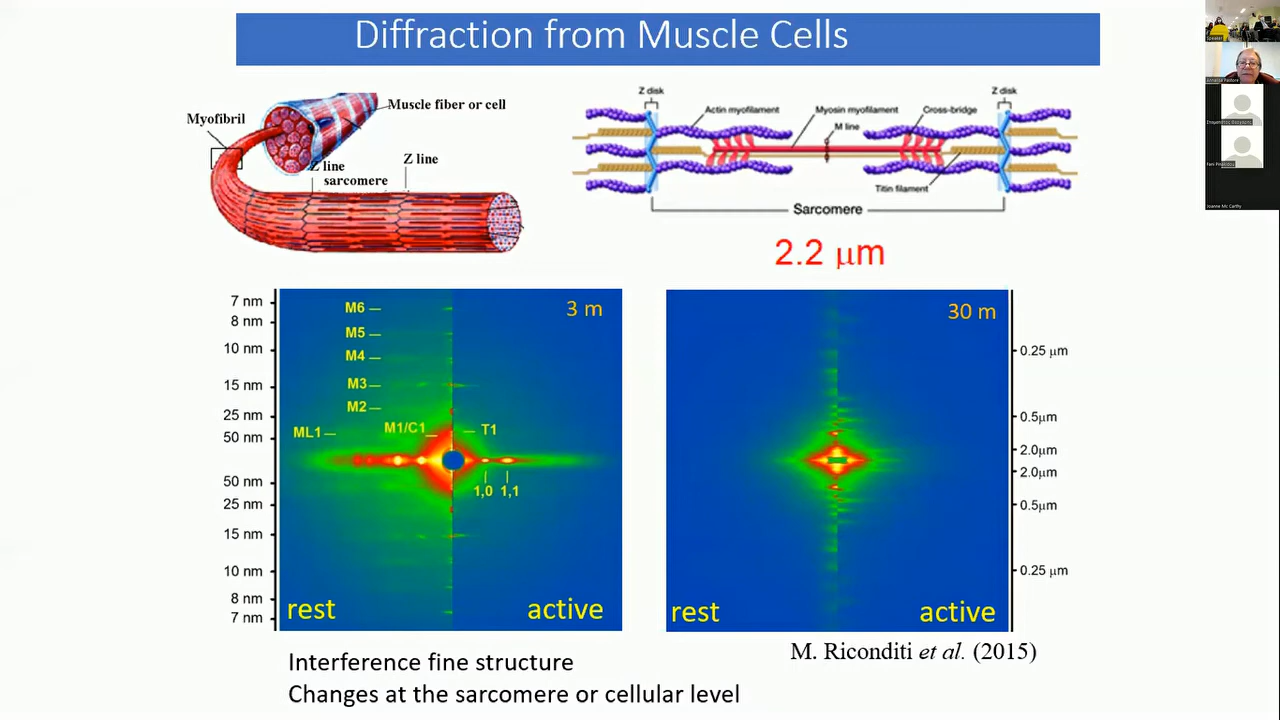 Diffraction from Muscle Cells
Muscle fiber or cell
Myofibril
Z line
sarcomere
Z line
Z disk
Z disk
Actin myofilament
Myosin myofilament
Cross-bridge
M line
Titin filament
Sarcomere
2.2 μm
7 nm
8 nm
10 nm
15 nm
25 nm
50 nm
50 nm
25 nm
15 nm
10 nm
8 nm
7 nm
M6
M5
M4
M3
M2
ML1
M1/C1
T1
1,0
1,1
3 m
rest
active
30 m
rest
active
0.25 μm
0.5μm
2.0μm
2.0μm
0.5μm
0.25 μm
M. Riconditi et al. (2015)
Interference fine structure
Changes at the sarcomere or cellular level
Speaker
Joanne Mc Carthy